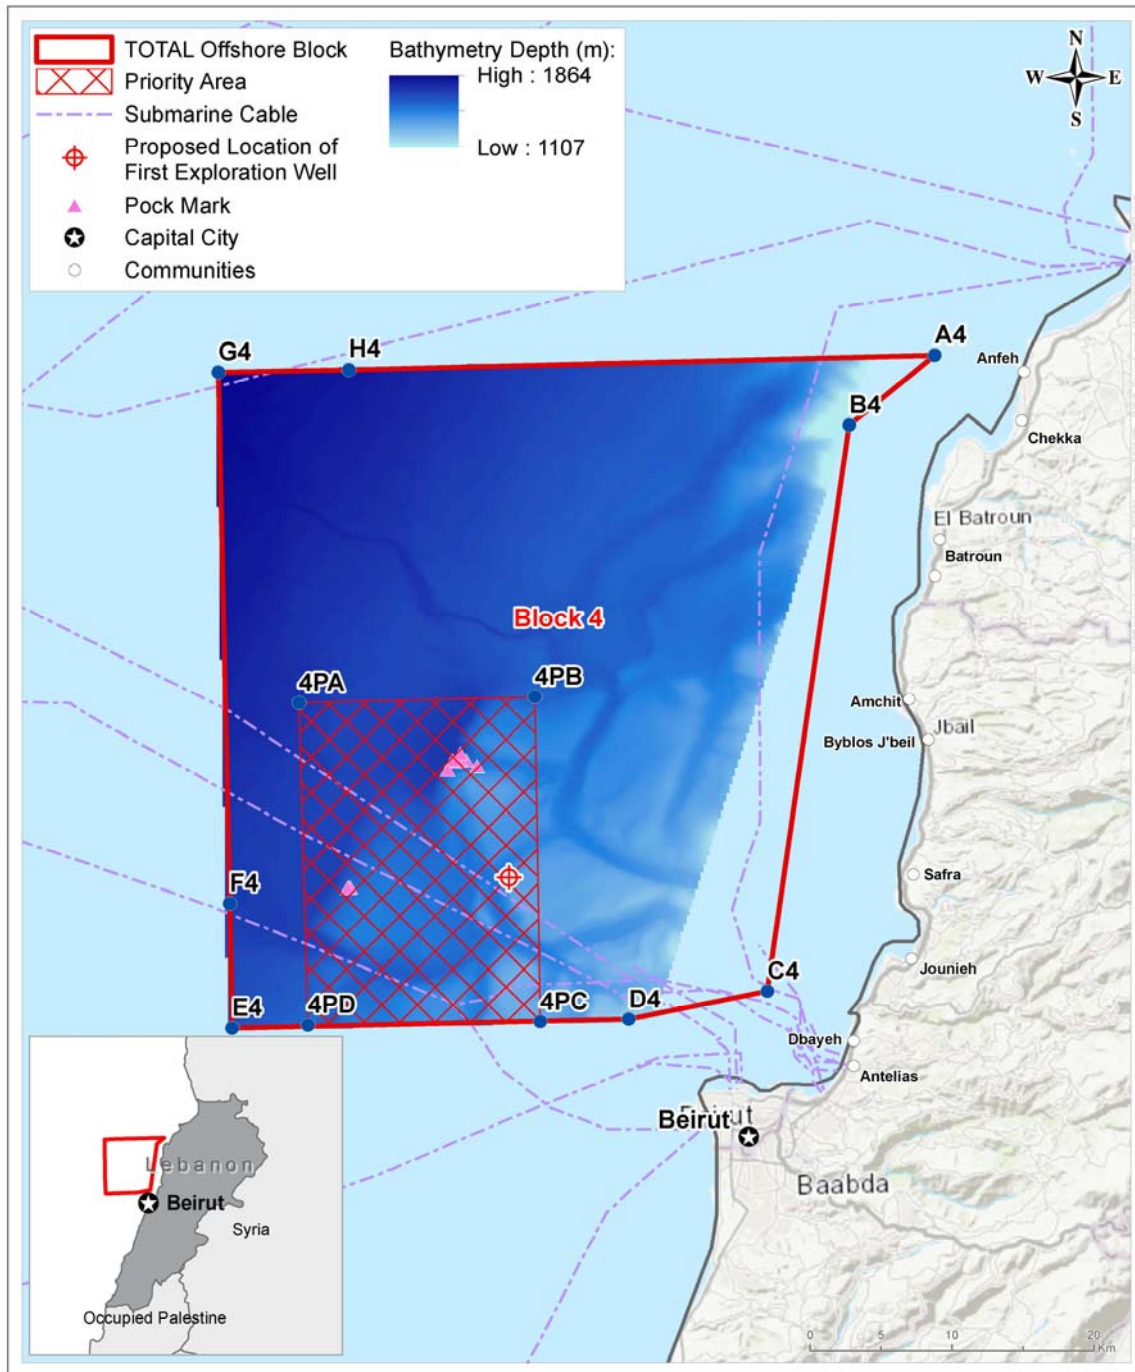 TOTAL Offshore Block
Priority Area
Submarine Cable
Proposed Location of
First Exploration Well
Pock Mark
Capital City
Communities
Bathymetry Depth (m):
High : 1864
Low : 1107
N
W E
S
G4
H4
A4
Anfeh
B4
Chekka
El Batroun
Batroun
Block 4
4PA
4PB
Amchit
Jbail
Byblos J'beil
Safra
F4
Jounieh
C4
E4
4PD
4PC
D4
Dbayeh
Antelias
Beirut
Beirut
Baabda
Lebanon
Beirut
Syria
Occupied Palestine
0 5 10 20
Km